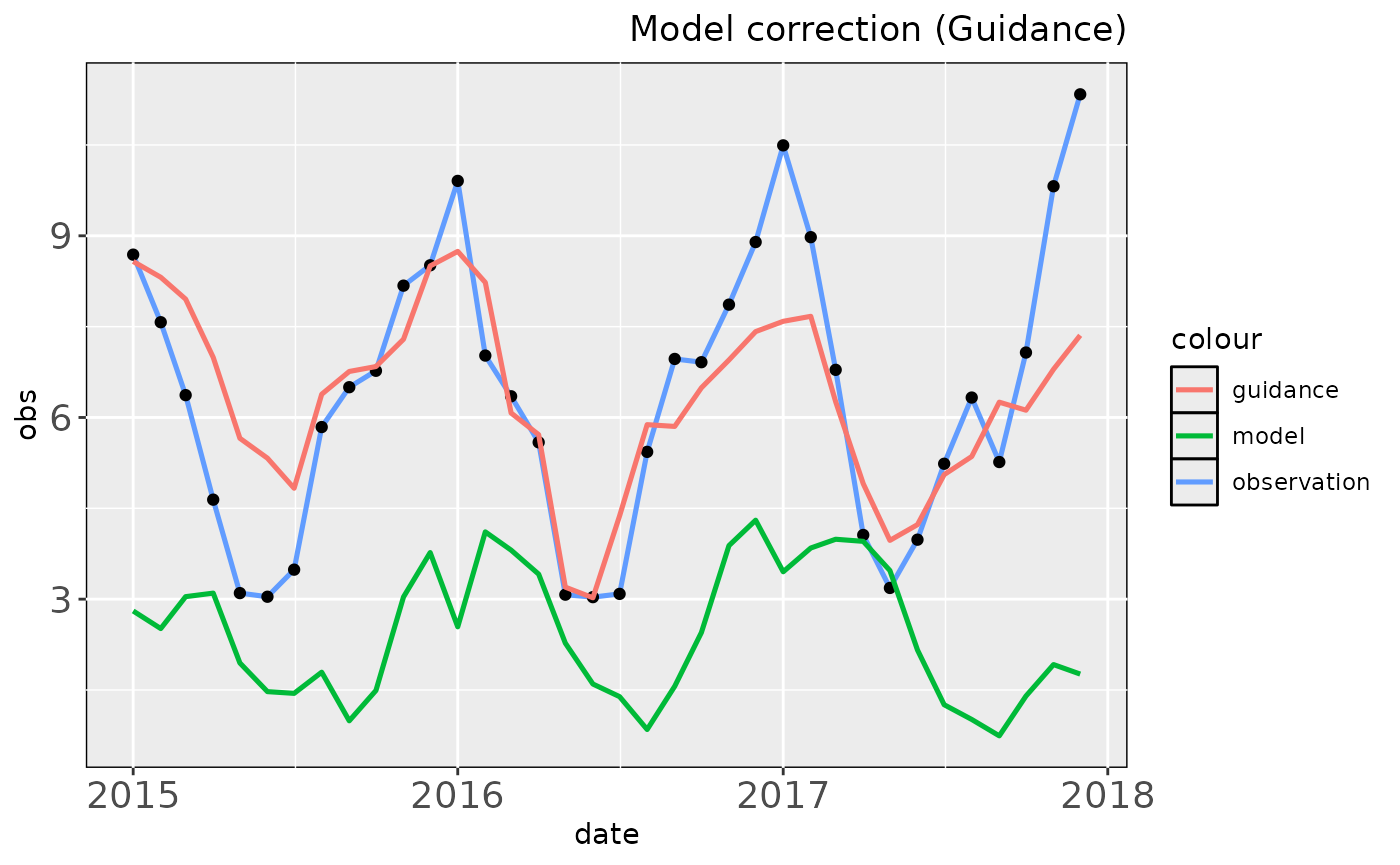 Model correction (Guidance)
obs
9
6
3
2015 2016 2017 2018
date
colour
guidance
model
observation